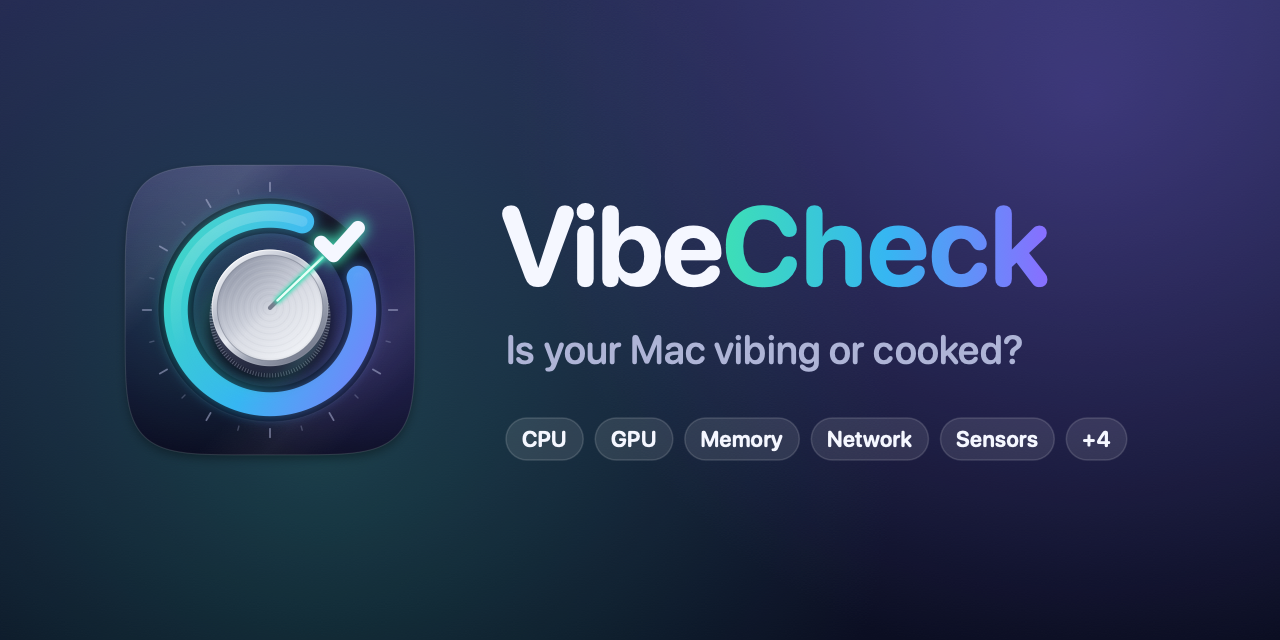 VibeCheck
Is your Mac vibing or cooked?
CPU GPU Memory Network Sensors +4